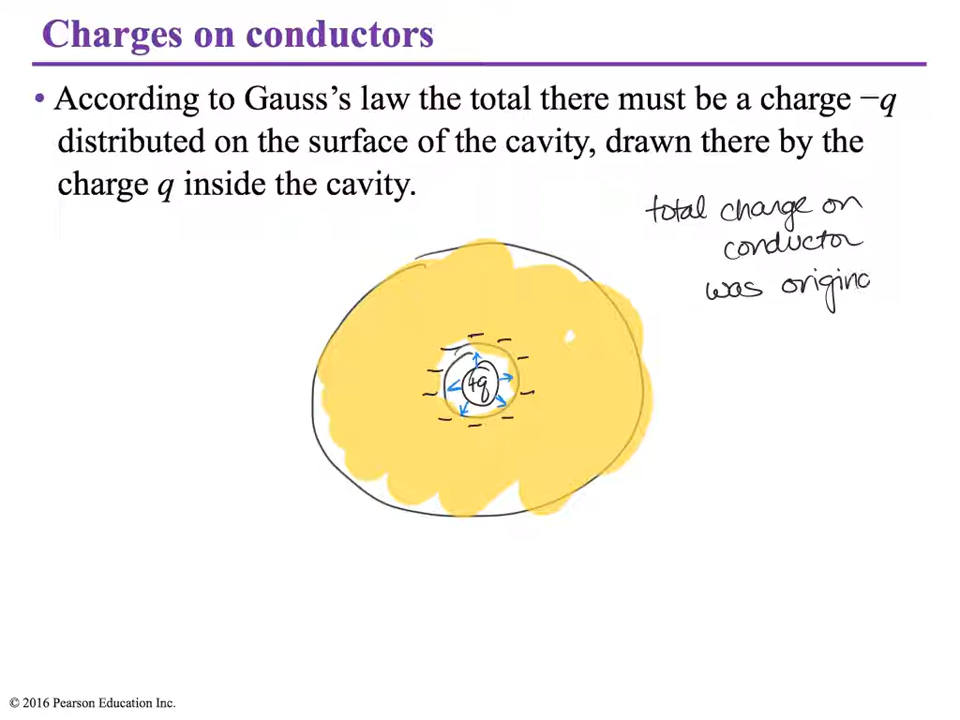 Charges on conductors
• According to Gauss's law the total there must be a charge −q
distributed on the surface of the cavity, drawn there by the
charge q inside the cavity.
total charge on
conductor
was origina
+q
© 2016 Pearson Education Inc.